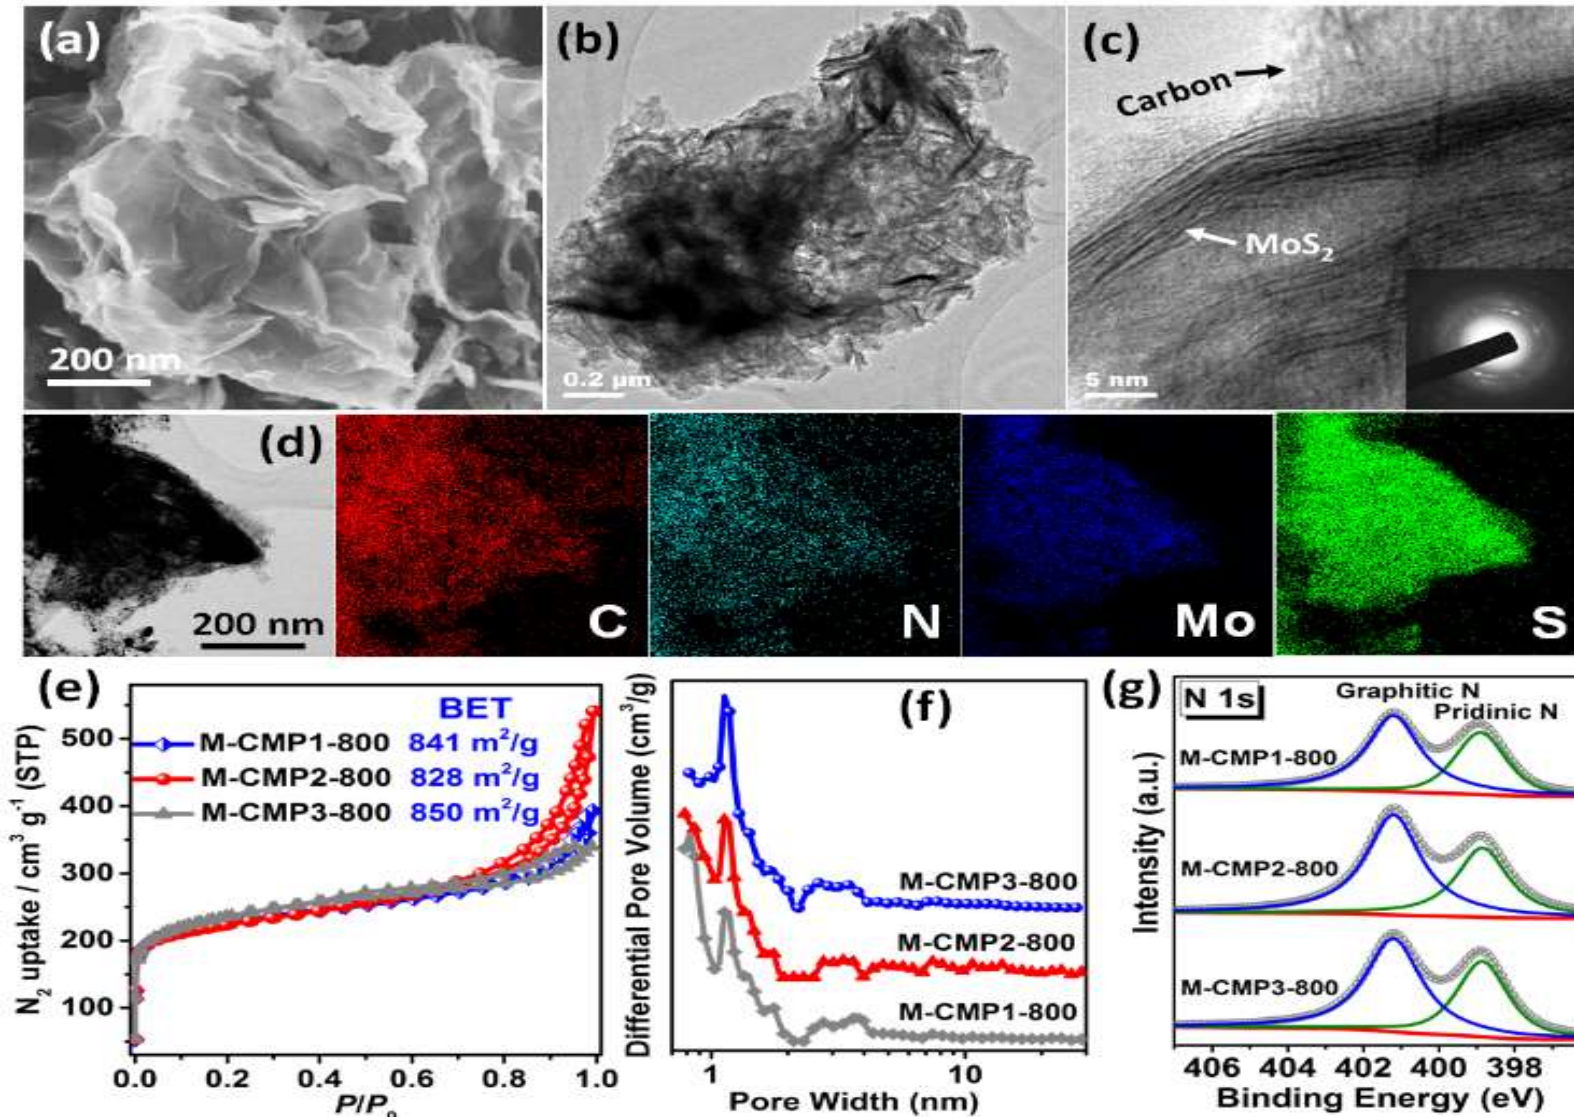 (a)
200 nm
(b)
0.2 µm
(c)
Carbon
MoS₂
5 nm
(d)
200 nm
C
N
Mo
S
(e)
N₂ uptake / cm³ g⁻¹ (STP)
500
400
300
200
100
BET
M-CMP1-800 841 m²/g
M-CMP2-800 828 m²/g
M-CMP3-800 850 m²/g
0.0 0.2 0.4 0.6 0.8 1.0
P/P₀
(f)
Differential Pore Volume (cm³/g)
M-CMP3-800
M-CMP2-800
M-CMP1-800
1 10
Pore Width (nm)
(g)
N 1s
Graphitic N
Pridinic N
Intensity (a.u.)
M-CMP1-800
M-CMP2-800
M-CMP3-800
406 404 402 400 398
Binding Energy (eV)